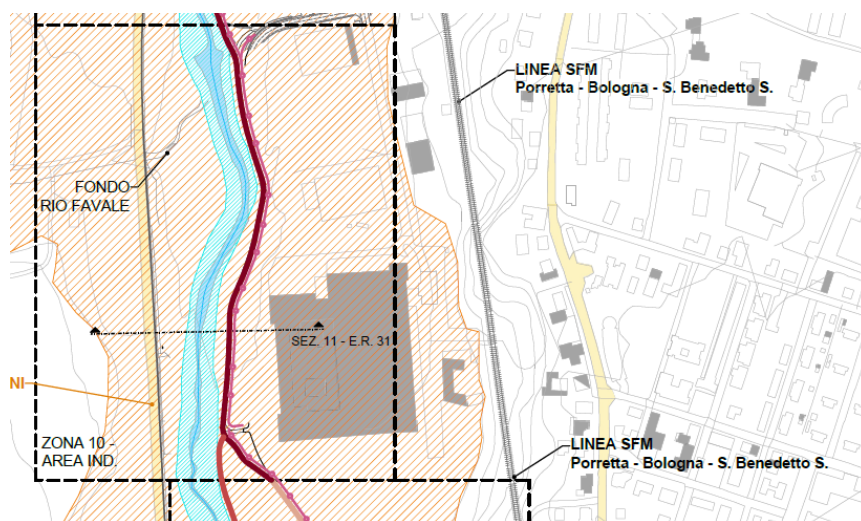 LINEA SFM
Porretta - Bologna - S. Benedetto S.
FONDO
RIO FAVALE
SEZ. 11 - E.R. 31
NI
ZONA 10 -
AREA IND.
LINEA SFM
Porretta - Bologna - S. Benedetto S.